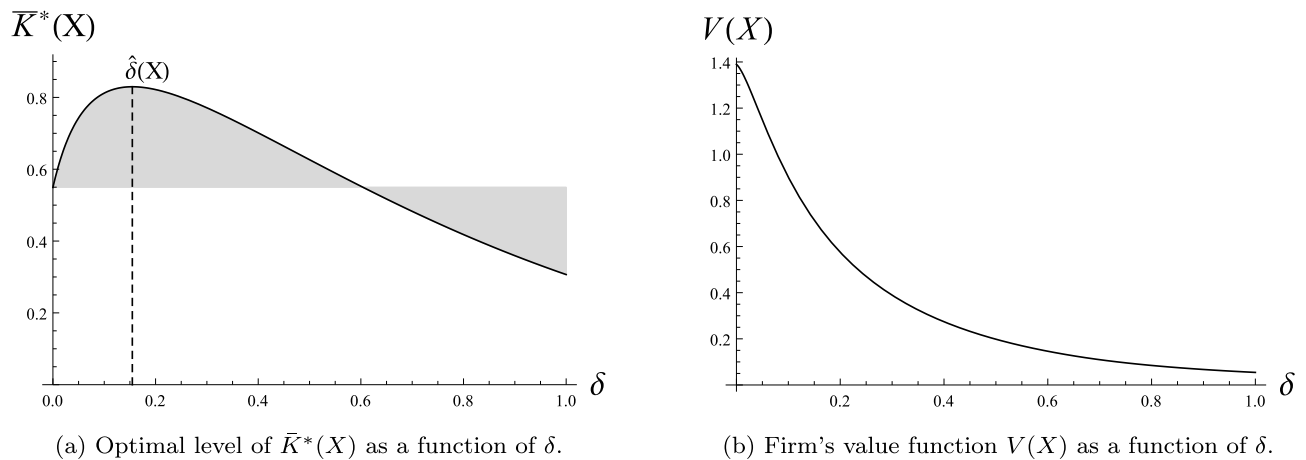 K̅*(X)
δ̂(X)
0.8
0.6
0.4
0.2
0.0 0.2 0.4 0.6 0.8 1.0 δ
(a) Optimal level of K̄*(X) as a function of δ.
V(X)
1.4
1.2
1.0
0.8
0.6
0.4
0.2
0.2 0.4 0.6 0.8 1.0 δ
(b) Firm's value function V(X) as a function of δ.